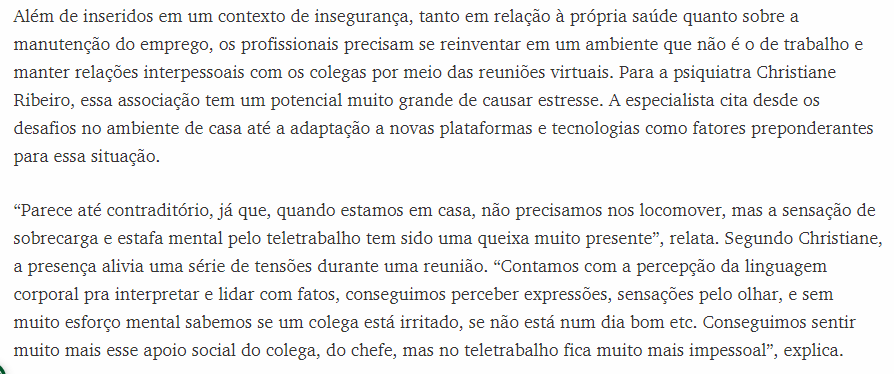 Além de inseridos em um contexto de insegurança, tanto em relação à própria saúde quanto sobre a
manutenção do emprego, os profissionais precisam se reinventar em um ambiente que não é o de trabalho e
manter relações interpessoais com os colegas por meio das reuniões virtuais. Para a psiquiatra Christiane
Ribeiro, essa associação tem um potencial muito grande de causar estresse. A especialista cita desde os
desafios no ambiente de casa até a adaptação a novas plataformas e tecnologias como fatores preponderantes
para essa situação.
“Parece até contraditório, já que, quando estamos em casa, não precisamos nos locomover, mas a sensação de
sobrecarga e estafa mental pelo teletrabalho tem sido uma queixa muito presente”, relata. Segundo Christiane,
a presença alivia uma série de tensões durante uma reunião. “Contamos com a percepção da linguagem
corporal pra interpretar e lidar com fatos, conseguimos perceber expressões, sensações pelo olhar, e sem
muito esforço mental sabemos se um colega está irritado, se não está num dia bom etc. Conseguimos sentir
muito mais esse apoio social do colega, do chefe, mas no teletrabalho fica muito mais impessoal”, explica.